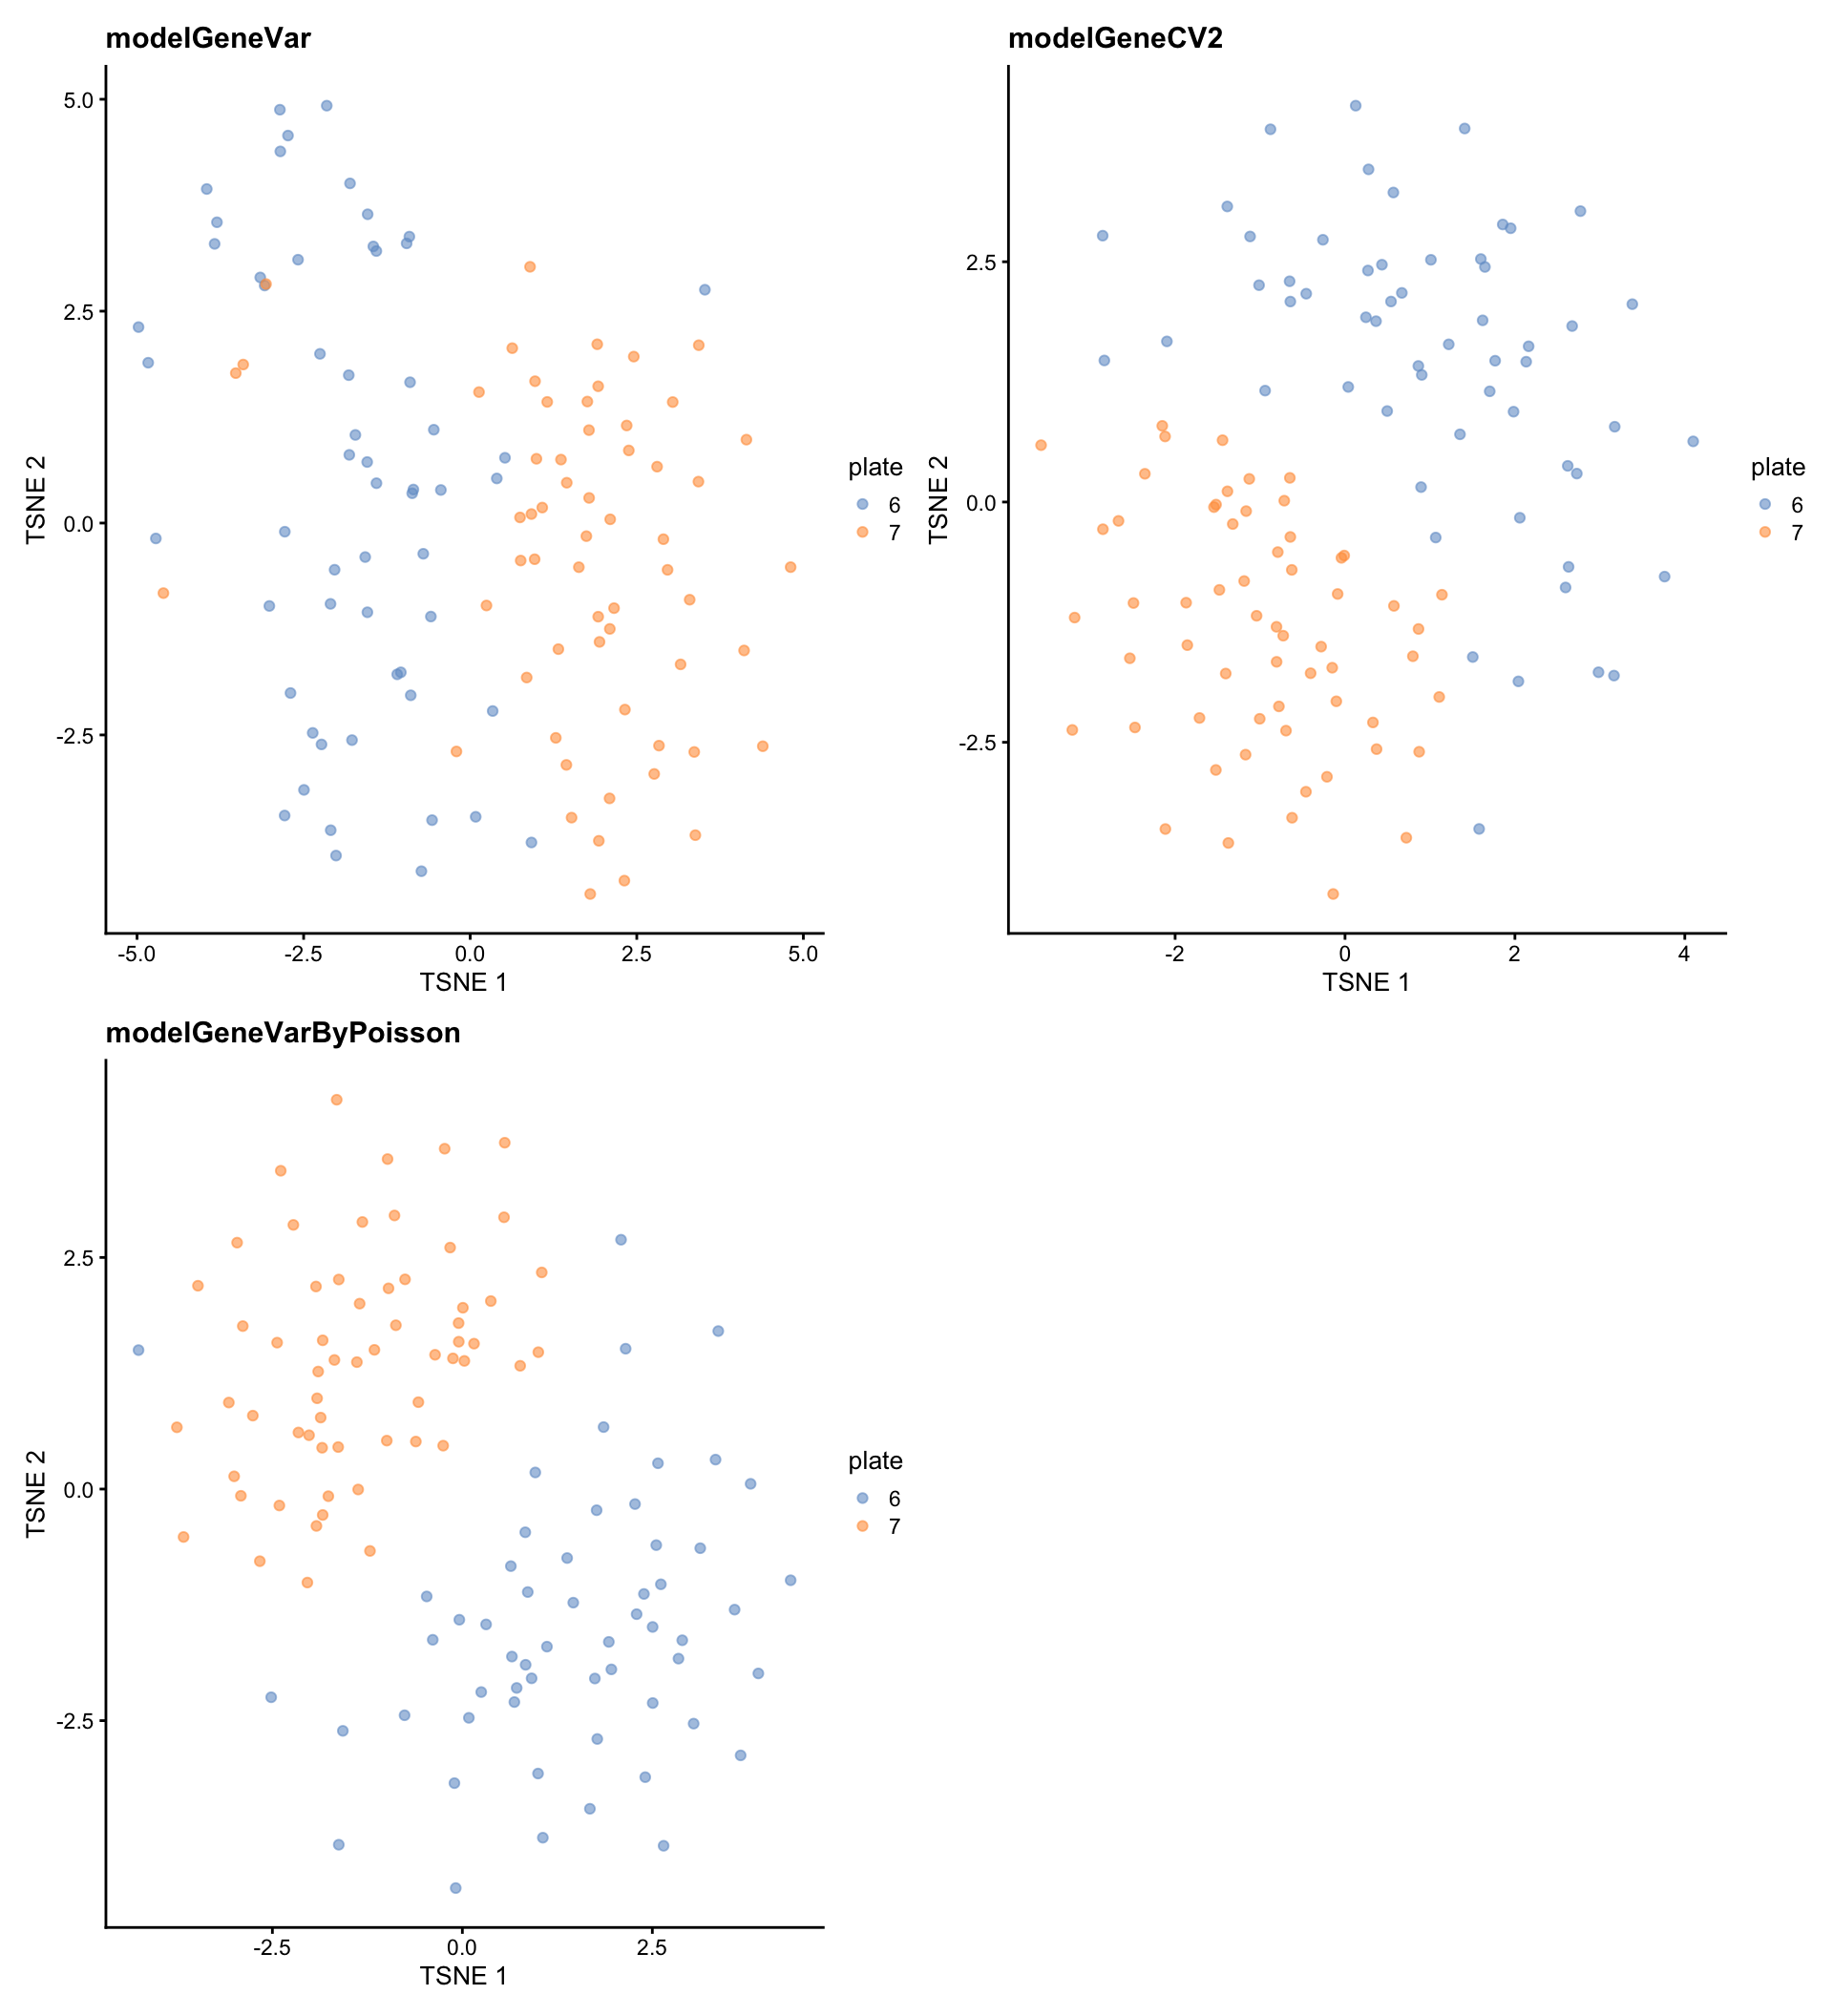 modelGeneVar
5.0
2.5
0.0
-2.5
TSNE 2
-5.0 -2.5 0.0 2.5 5.0
TSNE 1
plate
6
7
modelGeneCV2
2.5
0.0
-2.5
TSNE 2
-2 0 2 4
TSNE 1
plate
6
7
modelGeneVarByPoisson
2.5
0.0
-2.5
TSNE 2
-2.5 0.0 2.5
TSNE 1
plate
6
7